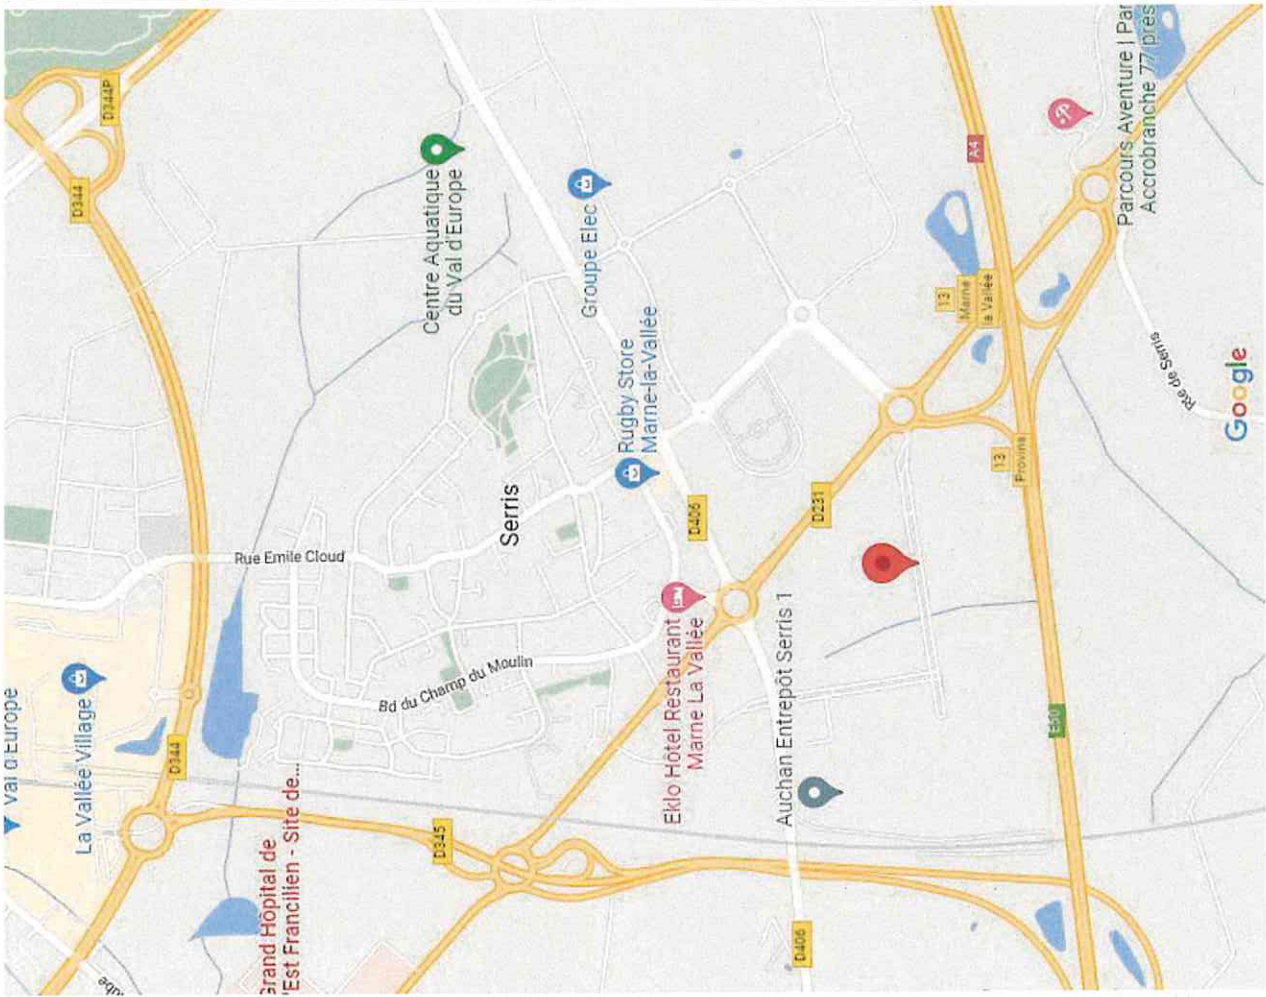 D344P
D344
Centre Aquatique
du Val d'Europe
Groupe Elec
A4
Parcours Aventure | Par
Accrobranche 77 près
13
Marne
la Vallée
Rugby Store
Marne-la-Vallée
Rte de Serris
Google
13
Provins
Serris
D406
D231
Rue Emile Cloud
Bd du Champ du Moulin
Eklo Hôtel Restaurant
Marne La Vallée
Auchan Entrepôt Serris 1
E50
Val d'Europe
La Vallée Village
D344
D345
Grand Hôpital de
l'Est Francilien - Site de...
D406
ube